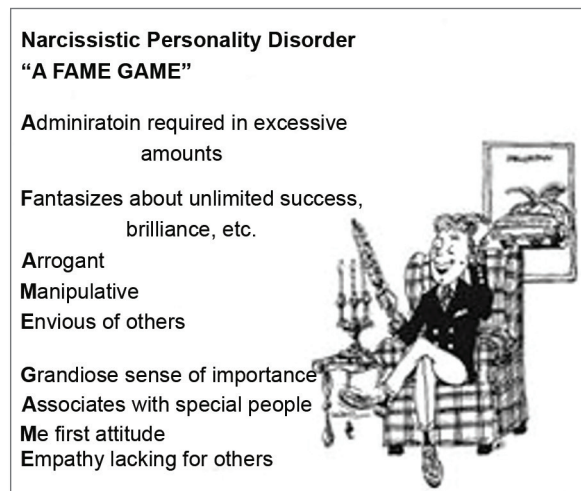 Narcissistic Personality Disorder
“A FAME GAME”
Adminiratoin required in excessive
amounts
Fantasizes about unlimited success,
brilliance, etc.
Arrogant
Manipulative
Envious of others
Grandiose sense of importance
Associates with special people
Me first attitude
Empathy lacking for others